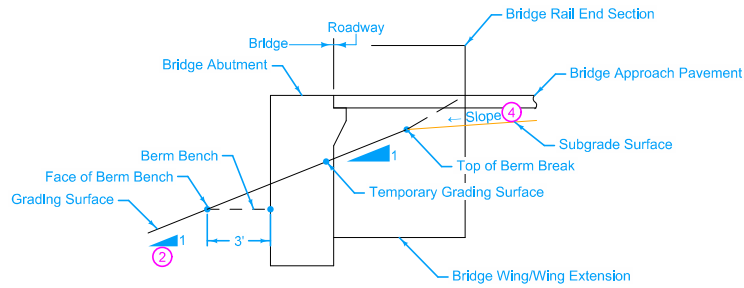 Bridge Rail End Section
Roadway
Bridge
Bridge Abutment
Bridge Approach Pavement
← Slope 4
Subgrade Surface
Berm Bench
1
Top of Berm Break
Face of Berm Bench
Temporary Grading Surface
Grading Surface
1
3'
2
Bridge Wing/Wing Extension